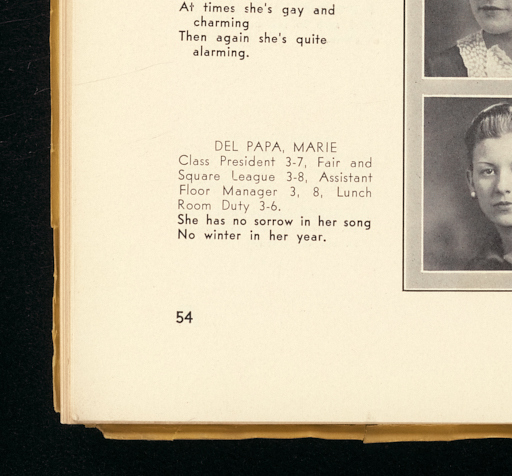 At times she's gay and
charming
Then again she's quite
alarming.
DEL PAPA, MARIE
Class President 3-7, Fair and
Square League 3-8, Assistant
Floor Manager 3, 8, Lunch
Room Duty 3-6.
She has no sorrow in her song
No winter in her year.
54